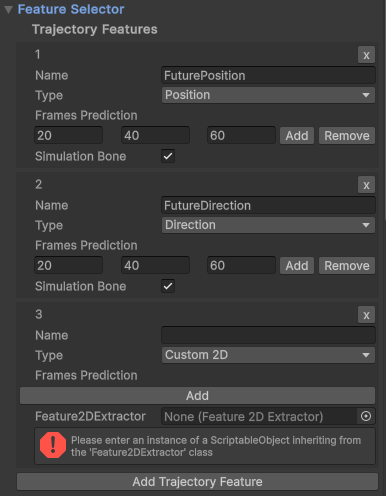 Feature Selector
Trajectory Features
1 x
Name FuturePosition
Type Position
Frames Prediction
20 40 60 Add Remove
Simulation Bone
2 x
Name FutureDirection
Type Direction
Frames Prediction
20 40 60 Add Remove
Simulation Bone
3 x
Name
Type Custom 2D
Frames Prediction
Add
Feature2DExtractor None (Feature 2D Extractor)
Please enter an instance of a ScriptableObject inheriting from
the 'Feature2DExtractor' class
Add Trajectory Feature